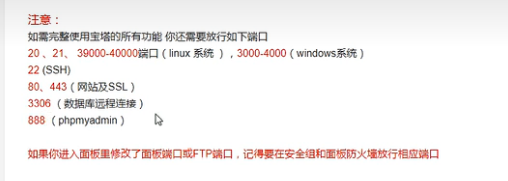 注意：
如需完整使用宝塔的所有功能 你还需要放行如下端口
20 、21、 39000-40000端口（linux 系统 ），3000-4000（windows系统）
22 (SSH)
80、443（网站及SSL）
3306 （数据库远程连接）
888 （phpmyadmin）
如果你进入面板里修改了面板端口或FTP端口，记得要在安全组和面板防火墙放行相应端口